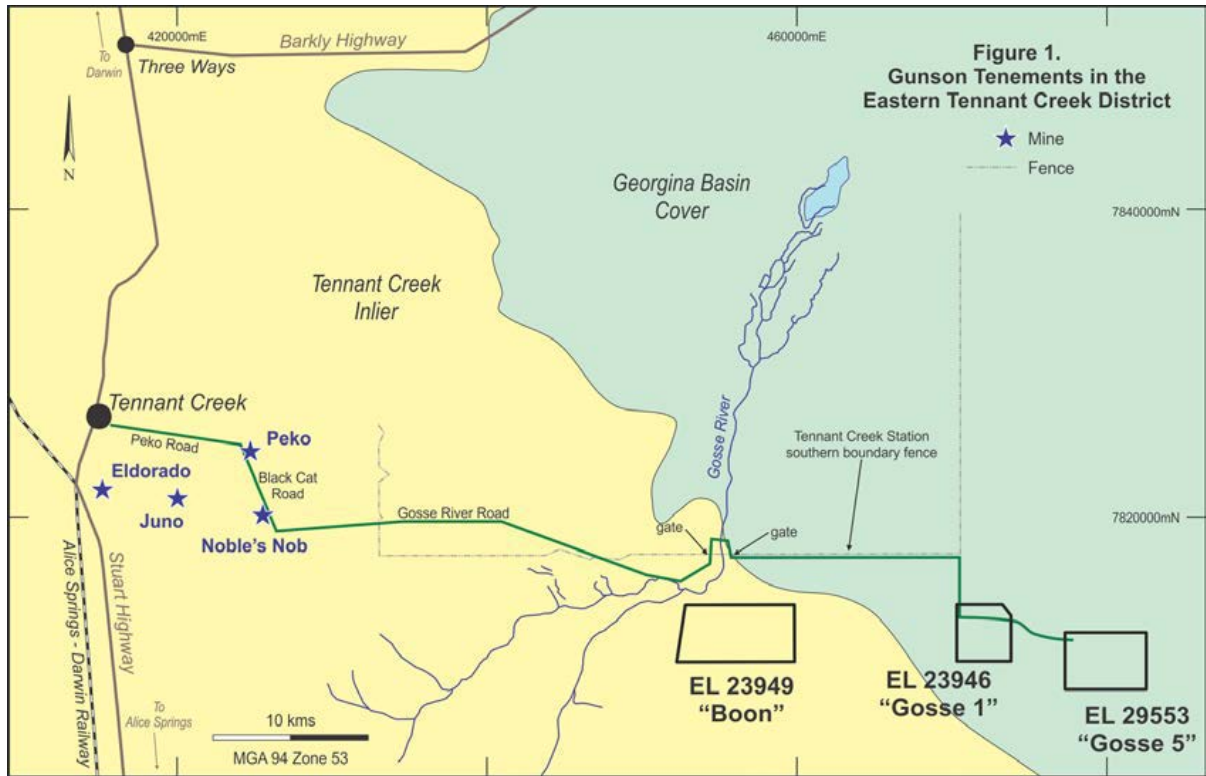 420000mE
460000mE
Barkly Highway
To
Darwin
Three Ways
Figure 1.
Gunson Tenements in the
Eastern Tennant Creek District
Mine
Fence
N
Georgina Basin
Cover
7840000mN
Tennant Creek
Inlier
Tennant Creek
Peko Road
Peko
Gosse River
Tennant Creek Station
southern boundary fence
Eldorado
Black Cat
Road
Juno
Gosse River Road
Noble's Nob
gate
gate
7820000mN
Alice Springs - Darwin Railway
Stuart Highway
To
Alice Springs
10 kms
MGA 94 Zone 53
EL 23949
“Boon”
EL 23946
“Gosse 1”
EL 29553
“Gosse 5”